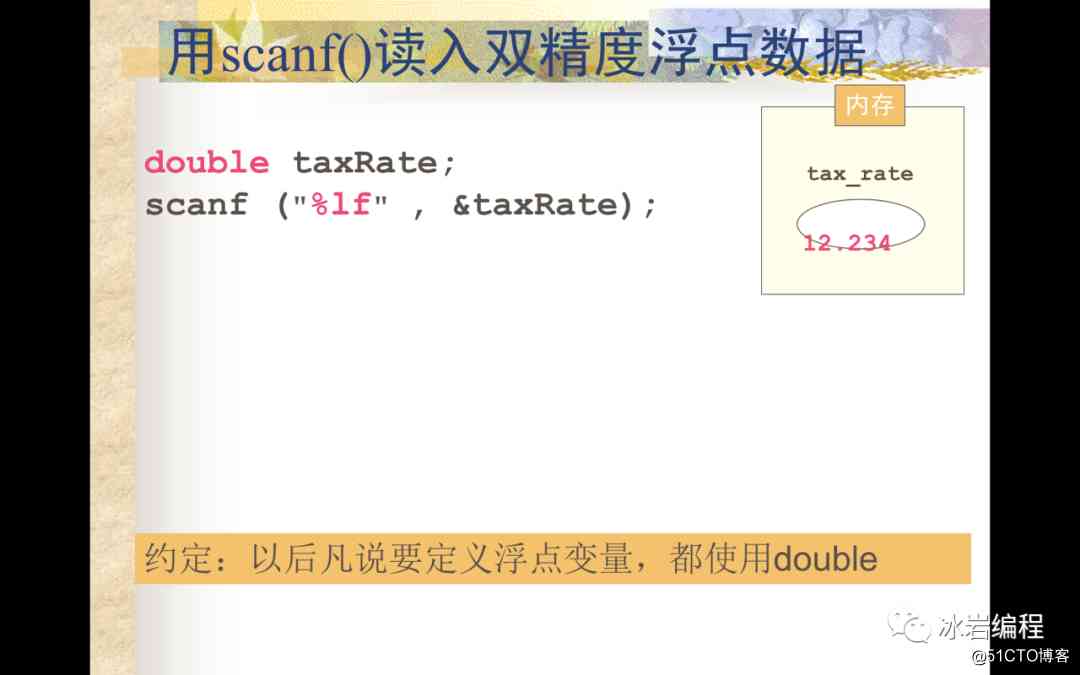 用scanf()读入双精度浮点数据
内存
double taxRate;
scanf ("%lf" , &taxRate);
tax_rate
12.234
约定：以后凡说要定义浮点变量，都使用double
冰岩编程
@51CTO博客